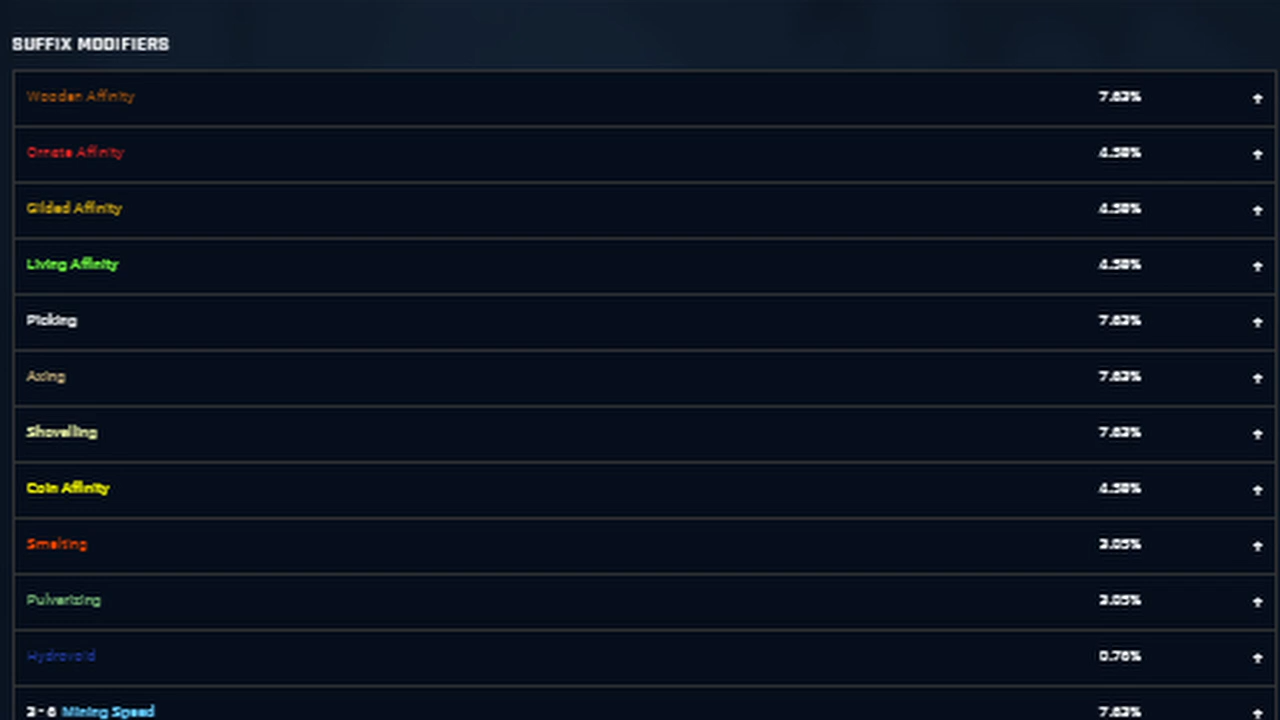 SUFFIX MODIFIERS
Wooden Affinity 7.63%
Ornate Affinity 4.58%
Gilded Affinity 4.58%
Living Affinity 4.58%
Picking 7.63%
Axing 7.63%
Shovelling 7.63%
Coin Affinity 4.58%
Smelting 3.05%
Pulverizing 3.05%
Hydrovoid 0.76%
3 - 6 Mining Speed 7.63%